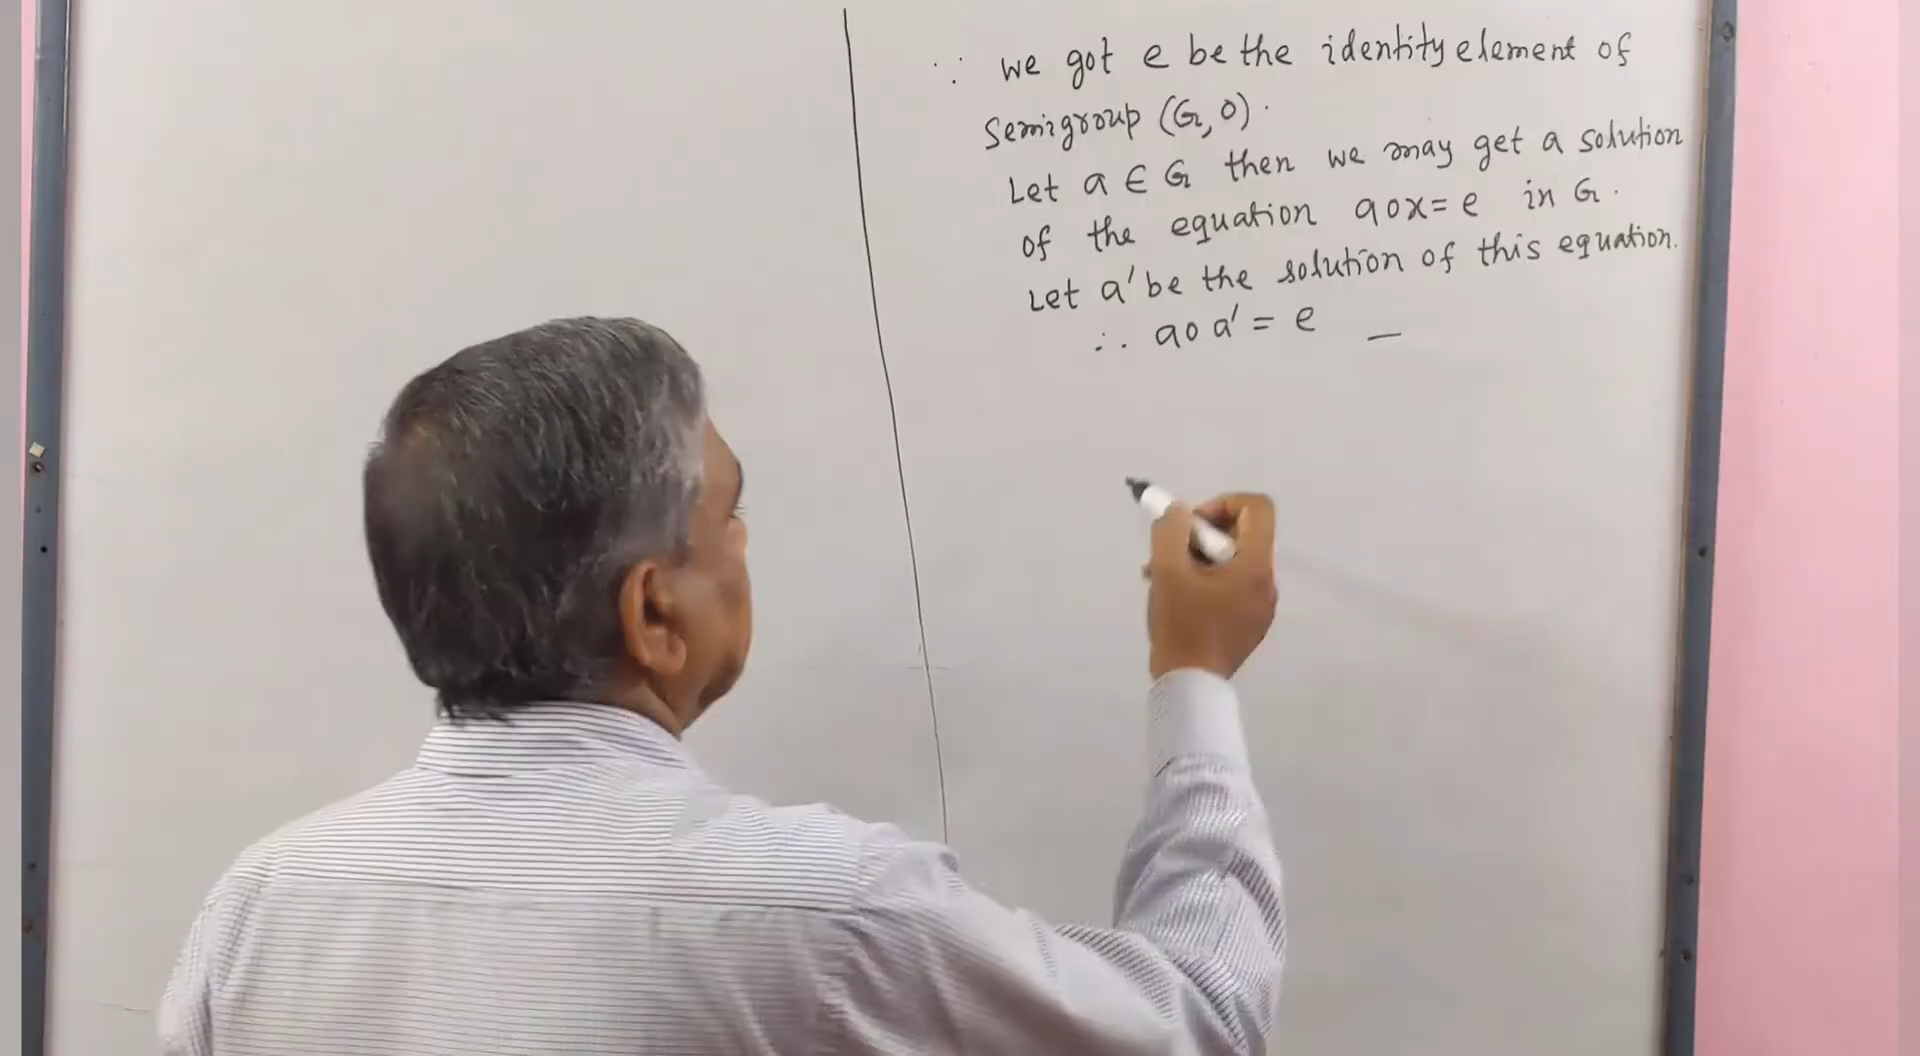 ∵ we got e be the identity element of
Semigroup (G, o).
Let a ∈ G then we may get a solution
of the equation aox = e in G.
Let a' be the solution of this equation.
∴ aoa' = e —